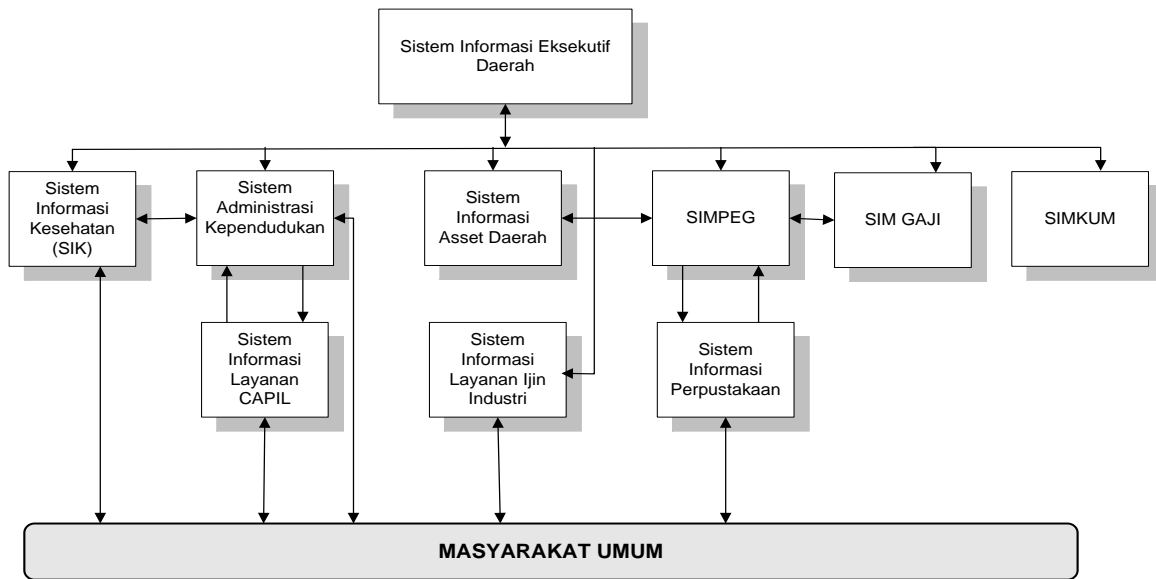 Sistem Informasi Eksekutif
Daerah
Sistem
Informasi
Kesehatan
(SIK)
Sistem
Administrasi
Kependudukan
Sistem
Informasi
Asset Daerah
SIMPEG
SIM GAJI
SIMKUM
Sistem
Informasi
Layanan
CAPIL
Sistem
Informasi
Layanan Ijin
Industri
Sistem
Informasi
Perpustakaan
MASYARAKAT UMUM